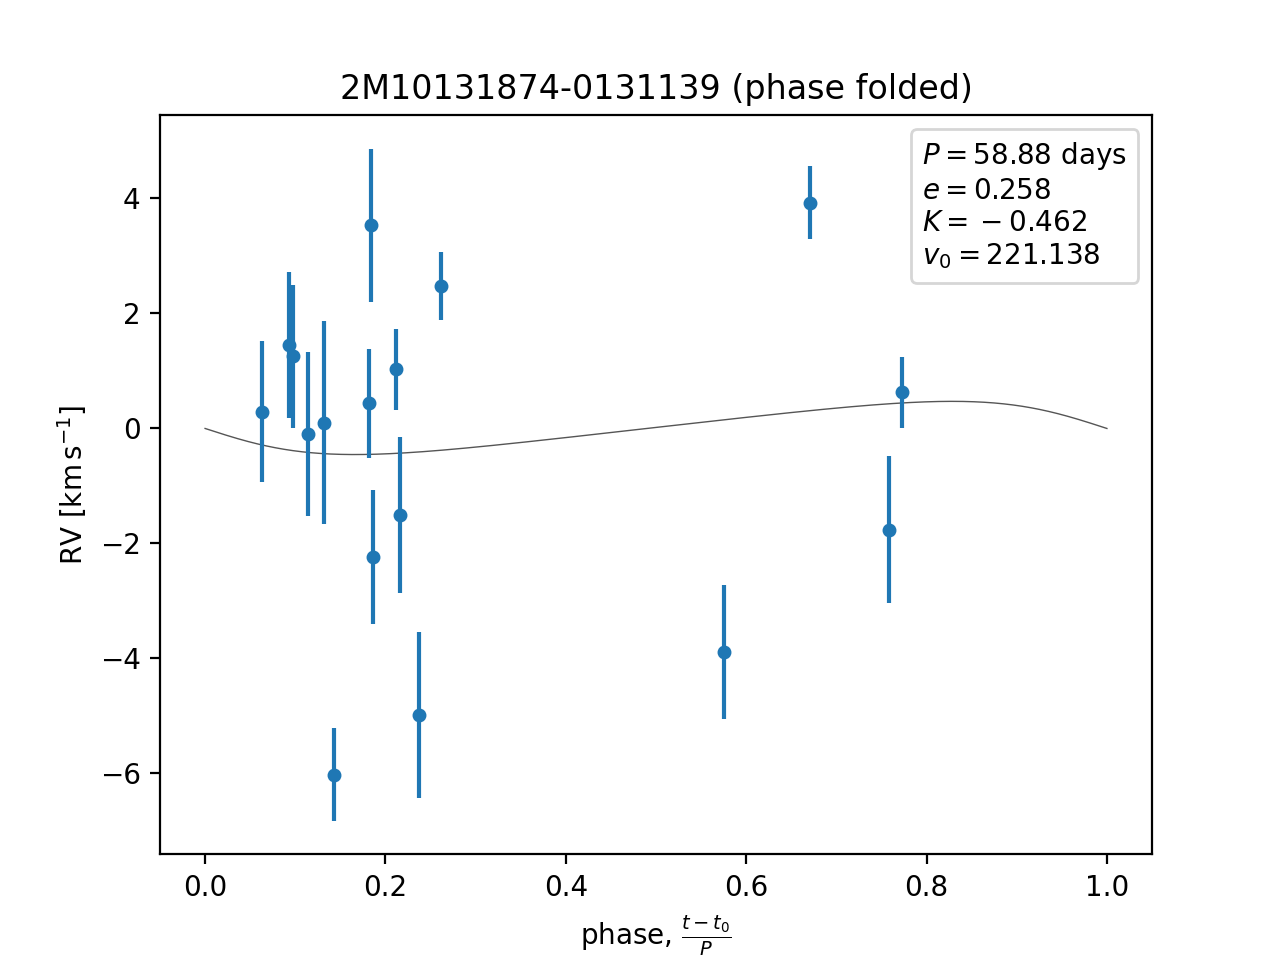 2M10131874-0131139 (phase folded)
P = 58.88 days
e = 0.258
K = −0.462
v₀ = 221.138
4
2
0
−2
−4
−6
RV [km s⁻¹]
0.0 0.2 0.4 0.6 0.8 1.0
phase, (t − t₀)/P